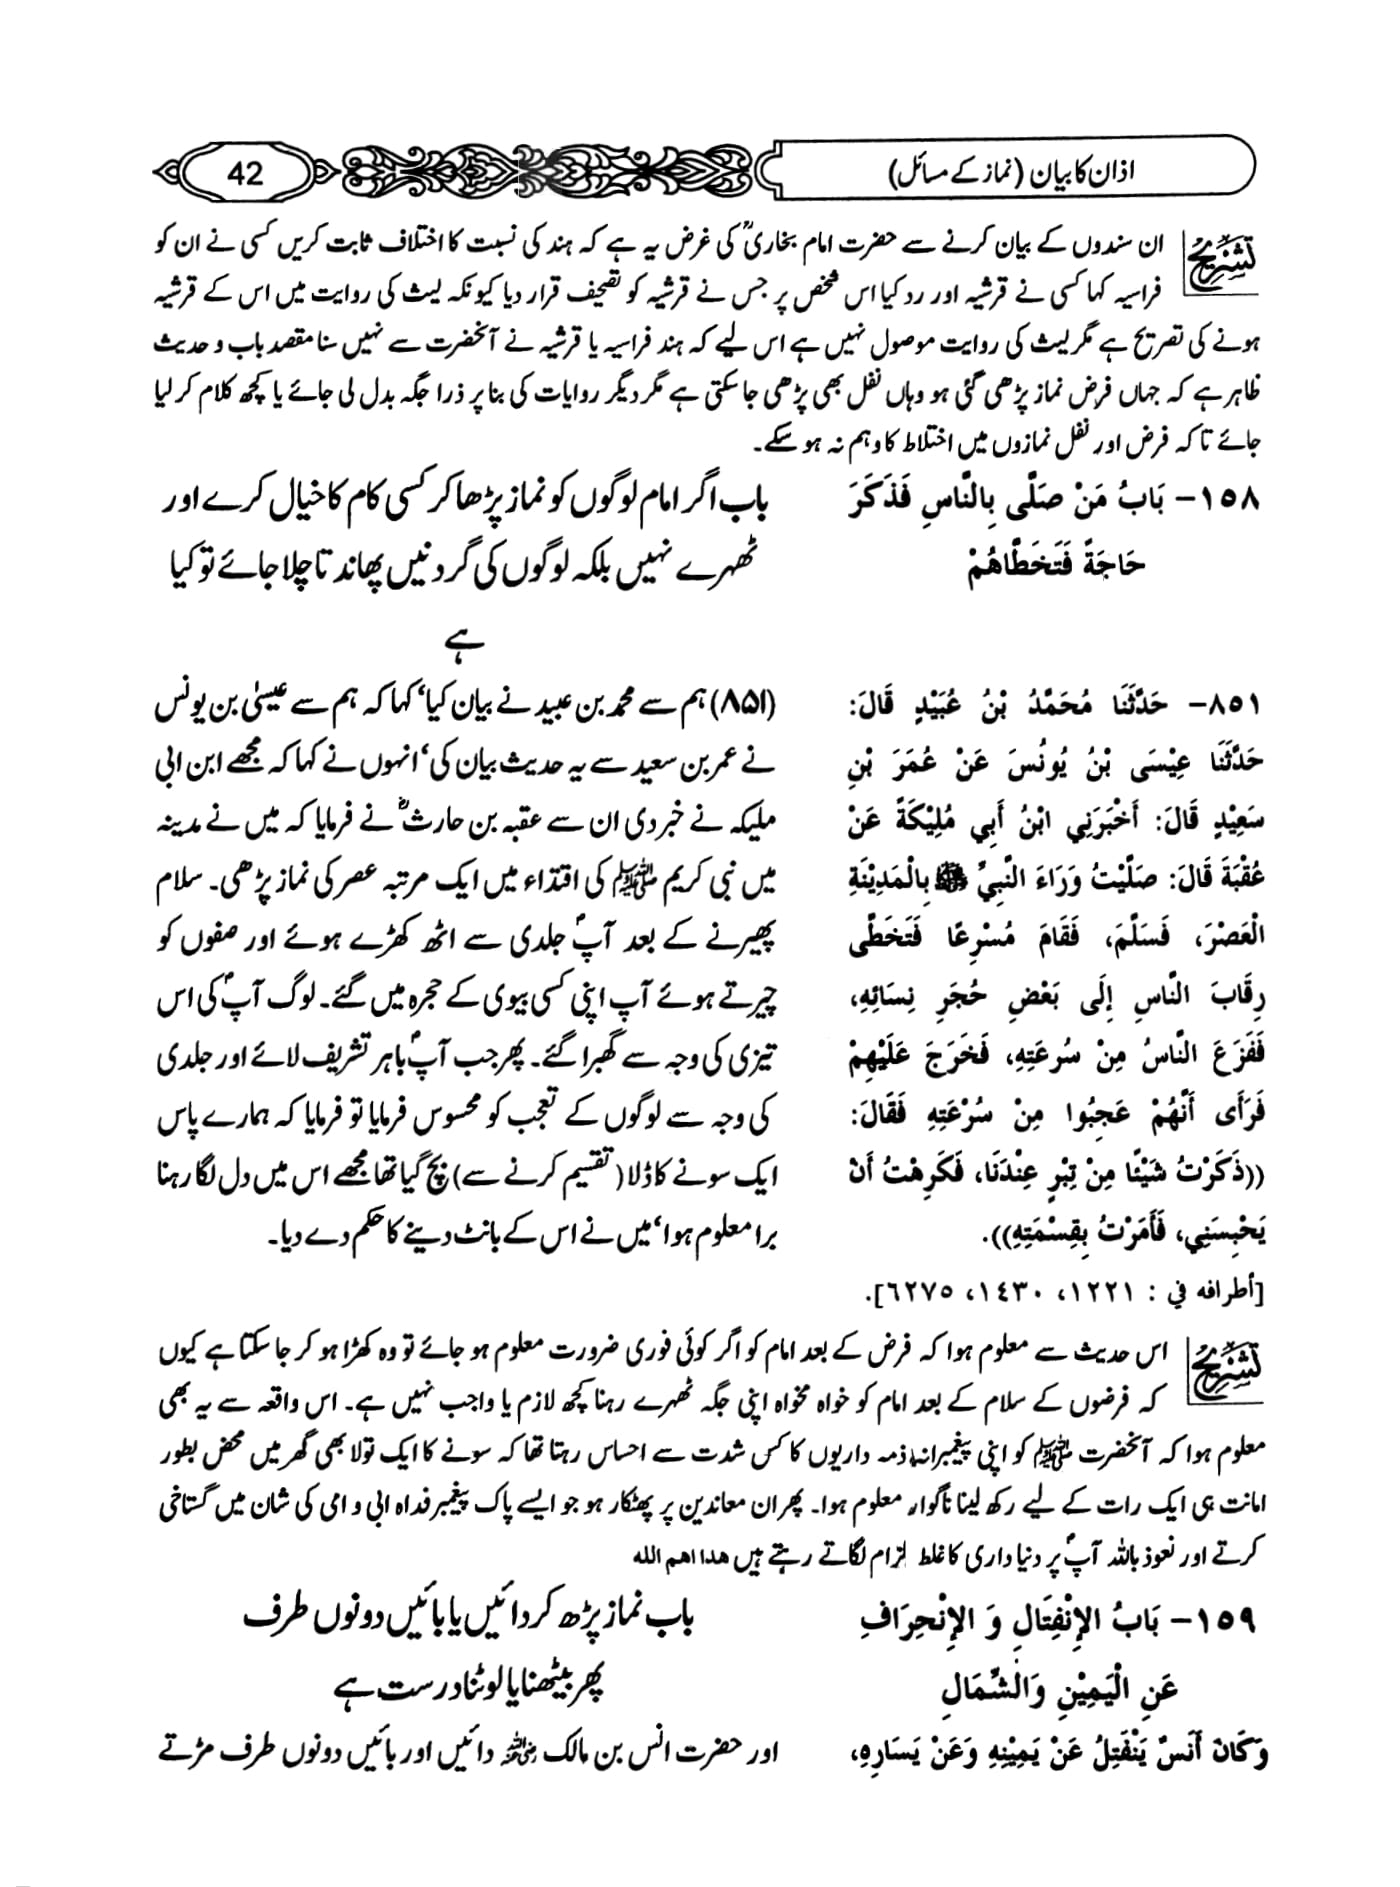 اذان کا بیان (نماز کے مسائل)
42
تشریح
ان سندوں کے بیان کرنے سے حضرت امام بخاریؒ کی غرض یہ ہے کہ ہند کی نسبت کا اختلاف ثابت کریں کسی نے ان کو
فراسیہ کہا کسی نے قرشیہ اور رد کیا اس شخص پر جس نے قرشیہ کو تصحیف قرار دیا کیونکہ لیث کی روایت میں اس کے قرشیہ
ہونے کی تصریح ہے مگر لیث کی روایت موصول نہیں ہے اس لیے کہ ہند فراسیہ یا قرشیہ نے آنحضرت سے نہیں سنا مقصد باب و حدیث
ظاہر ہے کہ جہاں فرض نماز پڑھی گئی ہو وہاں نفل بھی پڑھی جا سکتی ہے مگر دیگر روایات کی بنا پر ذرا جگہ بدل لی جائے یا کچھ کلام کر لیا
جائے تاکہ فرض اور نفل نمازوں میں اختلاط کا وہم نہ ہو سکے۔
١٥٨- بَابُ مَنْ صَلَّى بِالنَّاسِ فَذَكَرَ
حَاجَةً فَتَخَطَّاهُمْ
باب اگر امام لوگوں کو نماز پڑھا کر کسی کام کا خیال کرے اور
ٹھہرے نہیں بلکہ لوگوں کی گردنیں پھاندتا چلا جائے تو کیا
ہے
٨٥١- حَدَّثَنَا مُحَمَّدُ بْنُ عُبَيْدٍ قَالَ:
حَدَّثَنَا عِيْسَى بْنُ يُونُسَ عَنْ عُمَرَ بْنِ
سَعِيْدٍ قَالَ: أَخْبَرَنِي ابْنُ أَبِي مُلِيْكَةً عَنْ
عُقْبَةَ قَالَ: صَلَّيْتُ وَرَاءَ النَّبِيِّ ﷺ بِالْمَدِيْنَةِ
الْعَصْرَ، فَسَلَّمَ، فَقَامَ مُسْرِعًا فَتَخَطَّى
رِقَابَ النَّاسِ إِلَى بَعْضِ حُجَرِ نِسَائِهِ،
فَفَزِعَ النَّاسُ مِنْ سُرعَتِهِ، فَخَرَجَ عَلَيْهِمْ
فَرَأَى أَنَّهُمْ عَجِبُوا مِنْ سُرْعَتِهِ فَقَالَ:
((ذَكَرْتُ شَيْئًا مِنْ تِبْرٍ عِنْدَنَا، فَكَرِهْتُ أَنْ
يَحْبِسَنِي، فَأَمَرْتُ بِقِسْمَتِهِ)).
[أطرافه في : ١٢٢١، ١٤٣٠، ٦٢٧٥].
(۸۵۱) ہم سے محمد بن عبید نے بیان کیا، کہا کہ ہم سے عیسیٰ بن یونس
نے عمر بن سعید سے یہ حدیث بیان کی، انہوں نے کہا کہ مجھے ابن ابی
ملیکہ نے خبر دی ان سے عقبہ بن حارثؓ نے فرمایا کہ میں نے مدینہ
میں نبی کریم ﷺ کی اقتداء میں ایک مرتبہ عصر کی نماز پڑھی۔ سلام
پھیرنے کے بعد آپؐ جلدی سے اٹھ کھڑے ہوئے اور صفوں کو
چیرتے ہوئے آپ اپنی کسی بیوی کے حجرہ میں گئے۔ لوگ آپؐ کی اس
تیزی کی وجہ سے گھبرا گئے۔ پھر جب آپؐ باہر تشریف لائے اور جلدی
کی وجہ سے لوگوں کے تعجب کو محسوس فرمایا تو فرمایا کہ ہمارے پاس
ایک سونے کا ڈلا (تقسیم کرنے سے) بچ گیا تھا مجھے اس میں دل لگا رہنا
برا معلوم ہوا، میں نے اس کے بانٹ دینے کا حکم دے دیا۔
تشریح
اس حدیث سے معلوم ہوا کہ فرض کے بعد امام کو اگر کوئی فوری ضرورت معلوم ہو جائے تو وہ کھڑا ہو کر جا سکتا ہے کیوں
کہ فرضوں کے سلام کے بعد امام کو خواہ مخواہ اپنی جگہ ٹھہرے رہنا کچھ لازم یا واجب نہیں ہے۔ اس واقعہ سے یہ بھی
معلوم ہوا کہ آنحضرت ﷺ کو اپنی پیغمبرانہ ذمہ داریوں کا کس شدت سے احساس رہتا تھا کہ سونے کا ایک تولا بھی گھر میں محض بطور
امانت ہی ایک رات کے لیے رکھ لینا ناگوار معلوم ہوا۔ پھر ان معاندین پر پھٹکار ہو جو ایسے پاک پیغمبر فداہ ابی و امی کی شان میں گستاخی
کرتے اور نعوذ باللہ آپؐ پر دنیا داری کا غلط الزام لگاتے رہتے ہیں هدا اهم الله
١٥٩- بَابُ الإِنْفِتَالِ وَ الإِنْحِرَافِ
عَنِ الْيَمِيْنِ وَالشِّمَالِ
باب نماز پڑھ کر دائیں یا بائیں دونوں طرف
پھر بیٹھنا یا لوٹنا درست ہے
وَكَانَ أَنَسٌ يَنْفَتِلُ عَنْ يَمِيْنِهِ وَعَنْ يَسَارِهِ،
اور حضرت انس بن مالک رضی اللہ عنہ دائیں اور بائیں دونوں طرف مڑتے